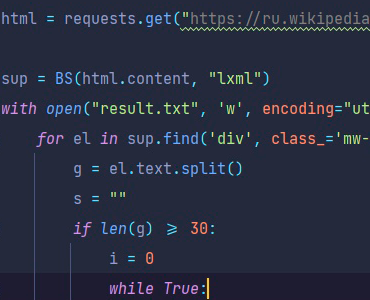 html = requests.get("https://ru.wikipedia
sup = BS(html.content, "lxml")
with open("result.txt", 'w', encoding="ut
for el in sup.find('div', class_='mw-
g = el.text.split()
s = ""
if len(g) >= 30:
i = 0
while True: